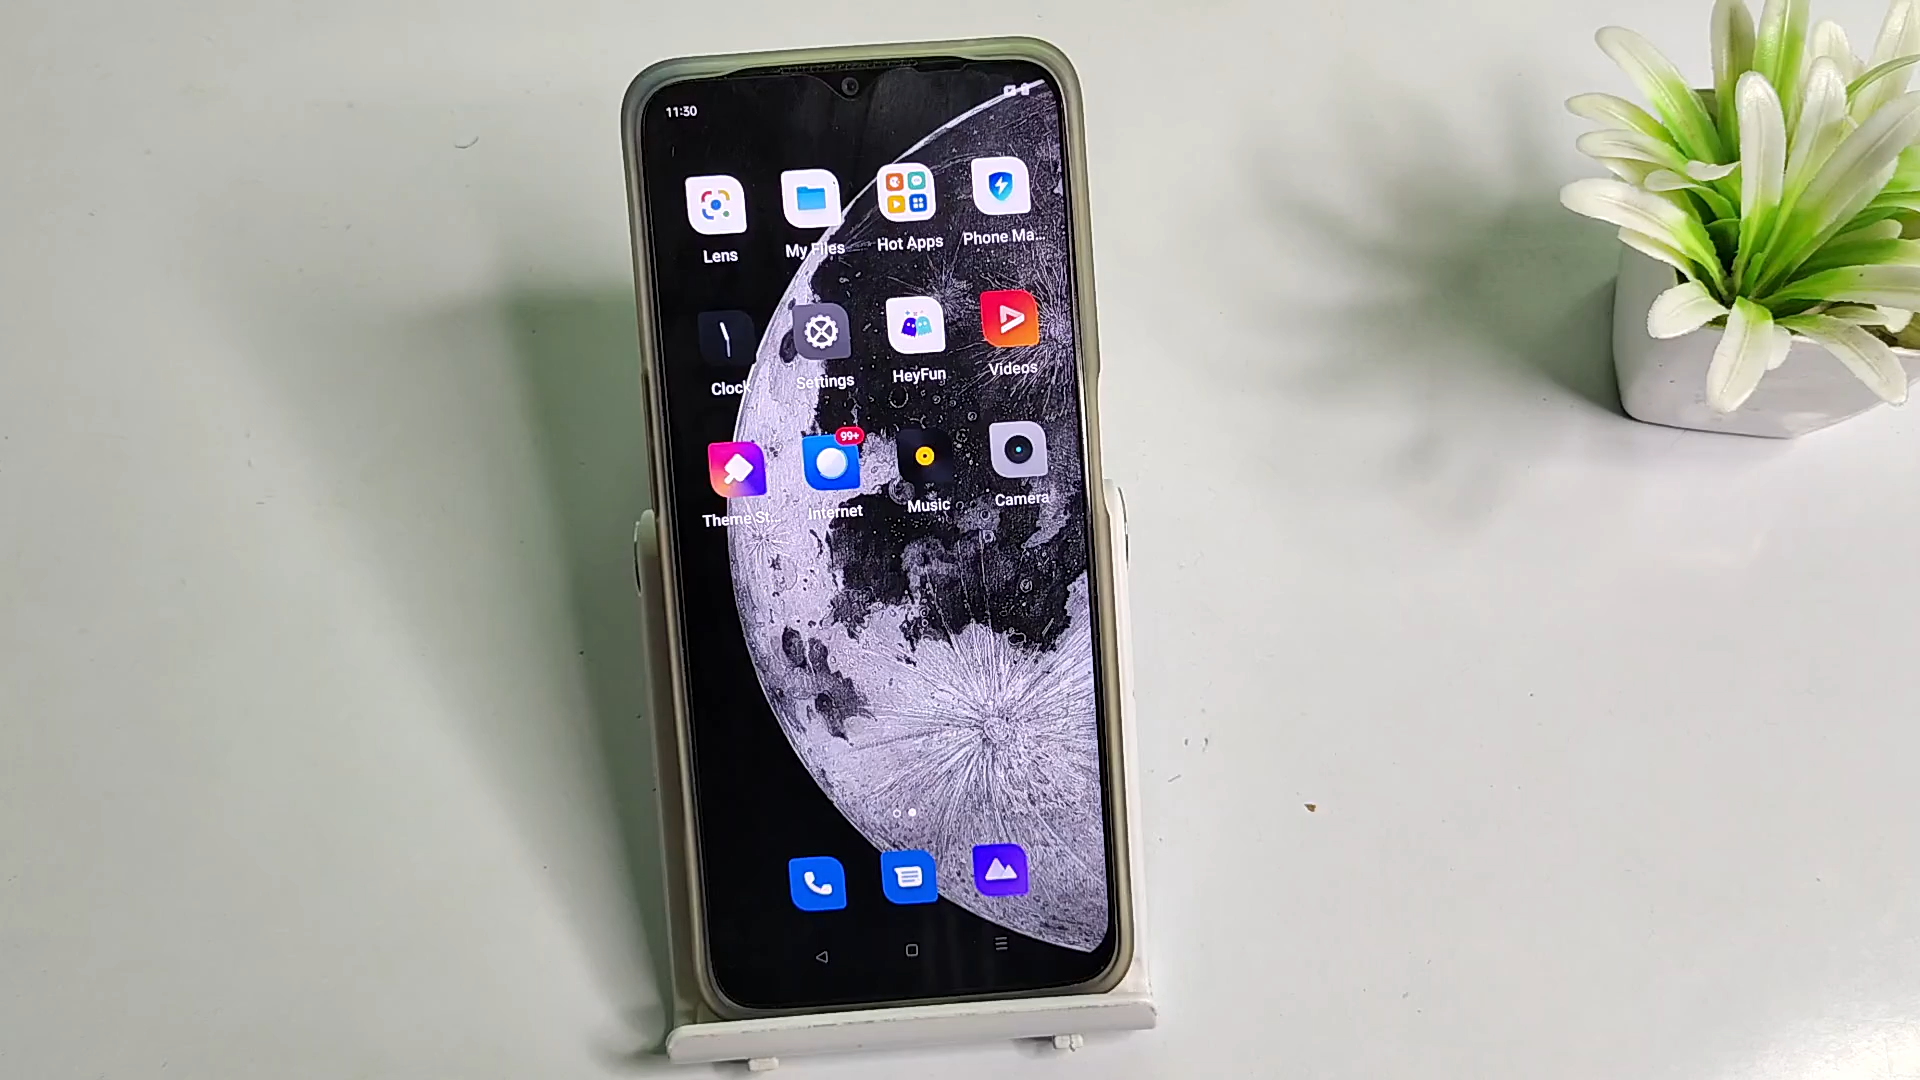 11:30
Lens
My Files
Hot Apps
Phone Ma...
Clock
Settings
HeyFun
Videos
99+
Theme St...
Internet
Music
Camera